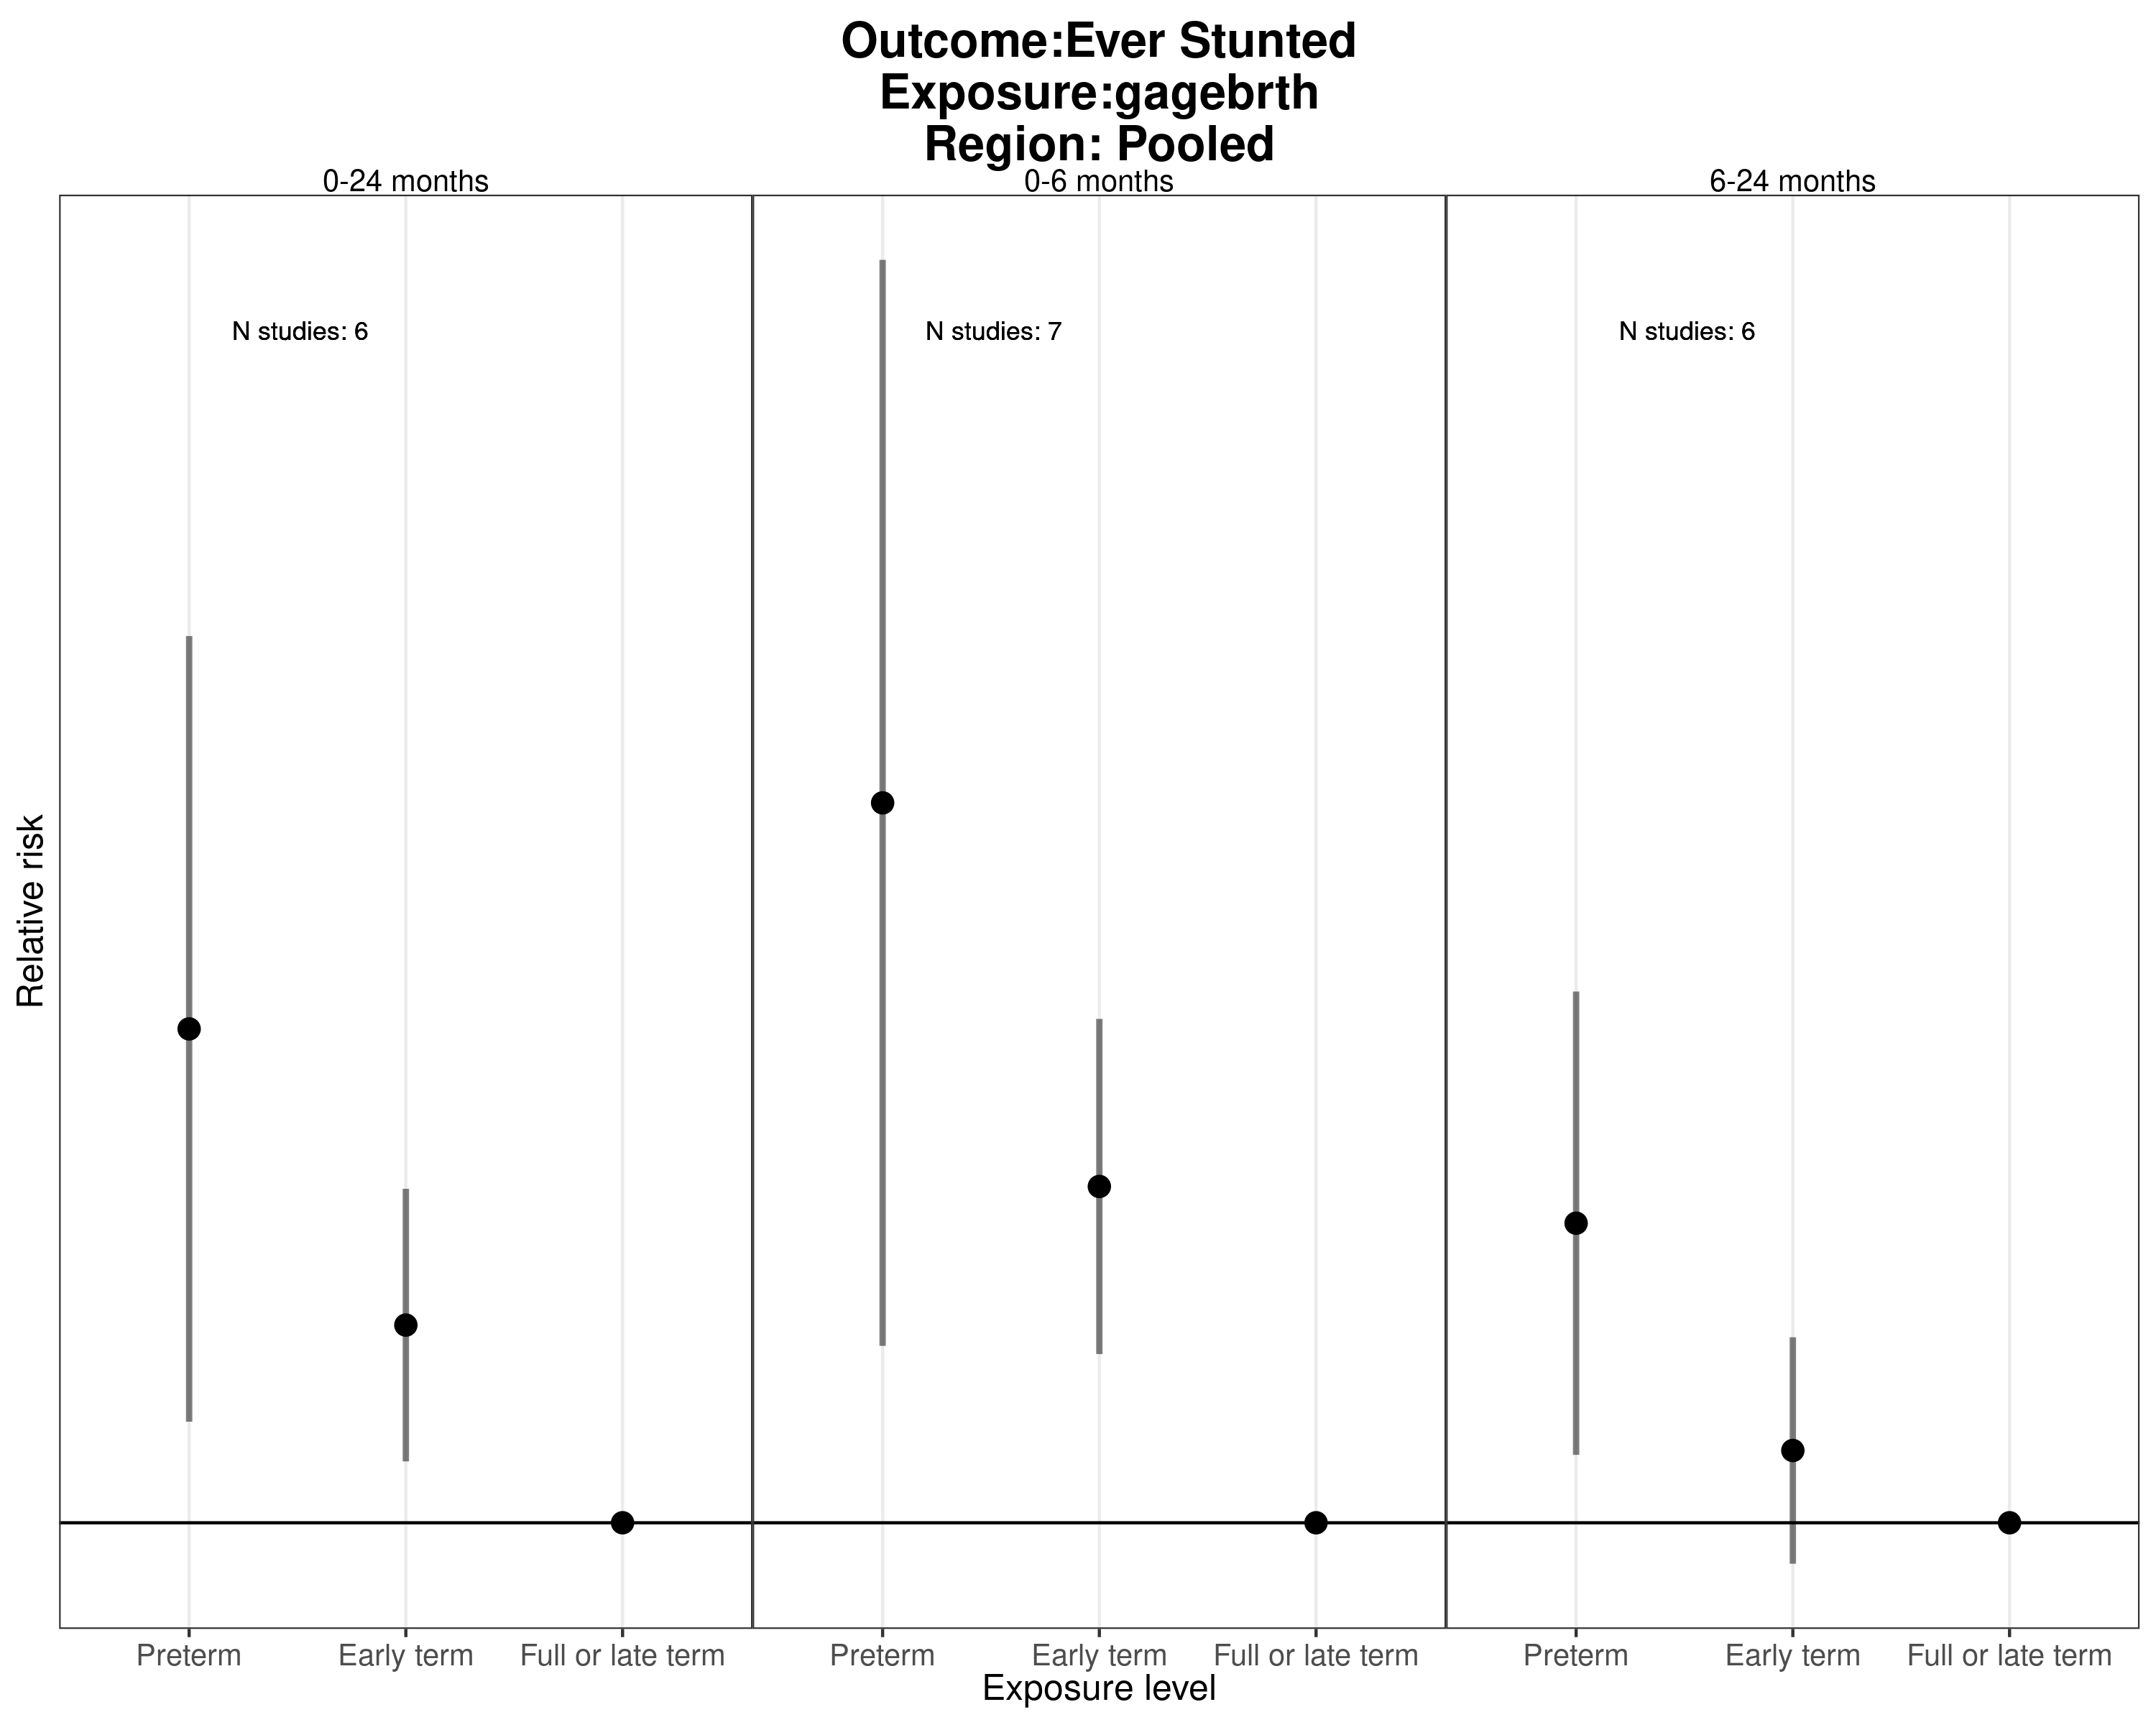 Outcome:Ever Stunted
Exposure:gagebrth
Region: Pooled
0-24 months
0-6 months
6-24 months
N studies: 6
N studies: 7
N studies: 6
Relative risk
Preterm
Early term
Full or late term
Preterm
Early term
Full or late term
Preterm
Early term
Full or late term
Exposure level